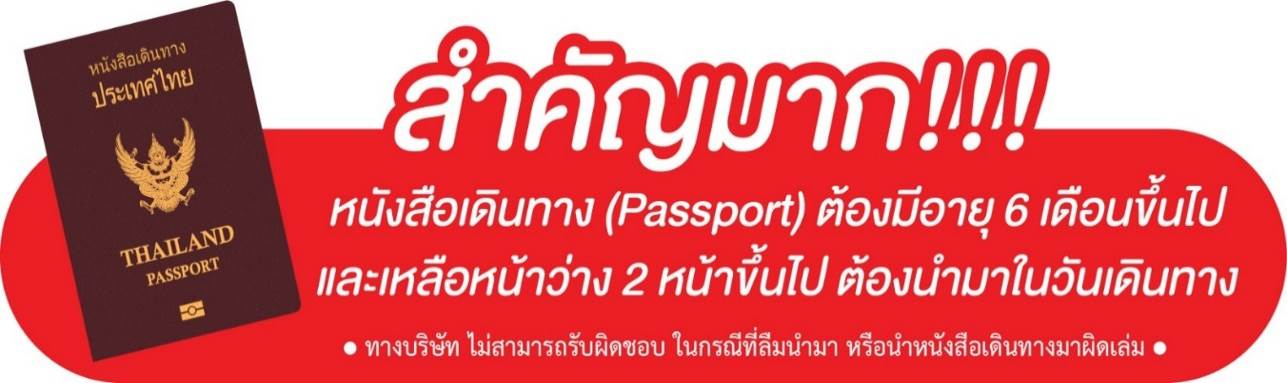 หนังสือเดินทาง
ประเทศไทย
THAILAND
PASSPORT
สำคัญมาก!!!
หนังสือเดินทาง (Passport) ต้องมีอายุ 6 เดือนขึ้นไป
และเหลือหน้าว่าง 2 หน้าขึ้นไป ต้องนำมาในวันเดินทาง
• ทางบริษัท ไม่สามารถรับผิดชอบ ในกรณีที่ลืมนำมา หรือนำหนังสือเดินทางมาผิดเล่ม •